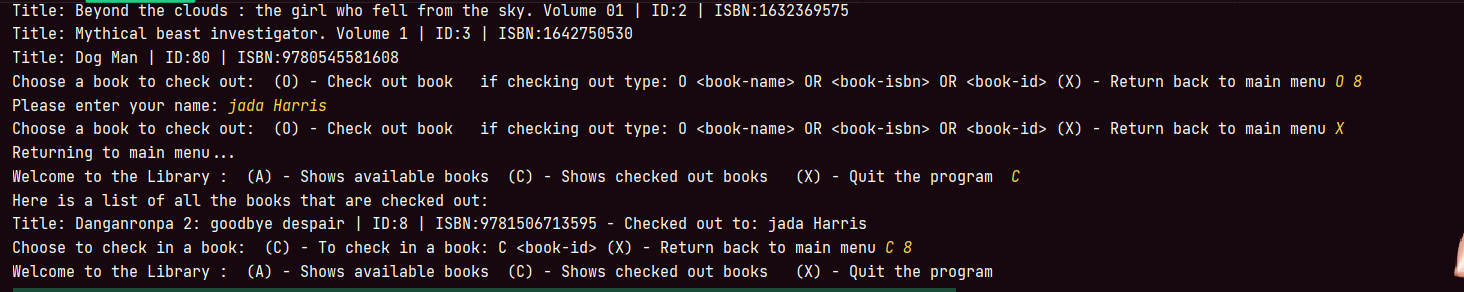 Title: Beyond the clouds : the girl who fell from the sky. Volume 01 | ID:2 | ISBN:1632369575
Title: Mythical beast investigator. Volume 1 | ID:3 | ISBN:1642750530
Title: Dog Man | ID:80 | ISBN:9780545581608
Choose a book to check out:  (O) - Check out book   if checking out type: O <book-name> OR <book-isbn> OR <book-id> (X) - Return back to main menu O 8
Please enter your name: jada Harris
Choose a book to check out:  (O) - Check out book   if checking out type: O <book-name> OR <book-isbn> OR <book-id> (X) - Return back to main menu X
Returning to main menu...
Welcome to the Library :  (A) - Shows available books  (C) - Shows checked out books   (X) - Quit the program  C
Here is a list of all the books that are checked out:
Title: Danganronpa 2: goodbye despair | ID:8 | ISBN:9781506713595 - Checked out to: jada Harris
Choose to check in a book:  (C) - To check in a book: C <book-id> (X) - Return back to main menu C 8
Welcome to the Library :  (A) - Shows available books  (C) - Shows checked out books   (X) - Quit the program